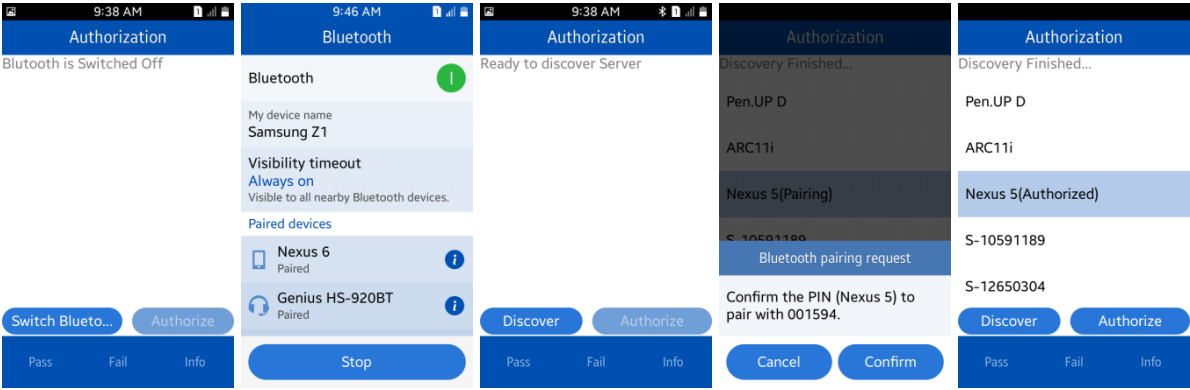 9:38 AM
1
Authorization
Blutooth is Switched Off
Switch Blueto...
Authorize
Pass
Fail
Info
9:46 AM
1
Bluetooth
Bluetooth
My device name
Samsung Z1
Visibility timeout
Always on
Visible to all nearby Bluetooth devices.
Paired devices
Nexus 6
Paired
Genius HS-920BT
Paired
Stop
9:38 AM
1
Authorization
Ready to discover Server
Discover
Authorize
Pass
Fail
Info
Authorization
Discovery Finished...
Pen.UP D
ARC11i
Nexus 5(Pairing)
S-10591189
Bluetooth pairing request
Confirm the PIN (Nexus 5) to
pair with 001594.
Cancel
Confirm
Authorization
Discovery Finished...
Pen.UP D
ARC11i
Nexus 5(Authorized)
S-10591189
S-12650304
Discover
Authorize
Pass
Fail
Info